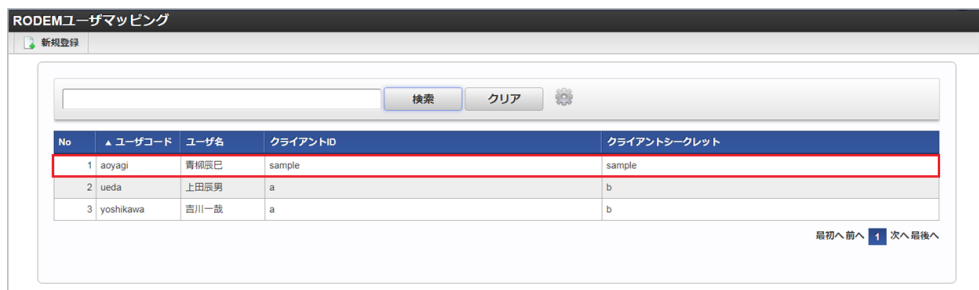 RODEMユーザマッピング
新規登録
検索 クリア
No ▲ ユーザコード ユーザ名 クライアントID クライアントシークレット
1 aoyagi 青柳辰巳 sample sample
2 ueda 上田辰男 a b
3 yoshikawa 吉川一哉 a b
最初へ 前へ 1 次へ 最後へ